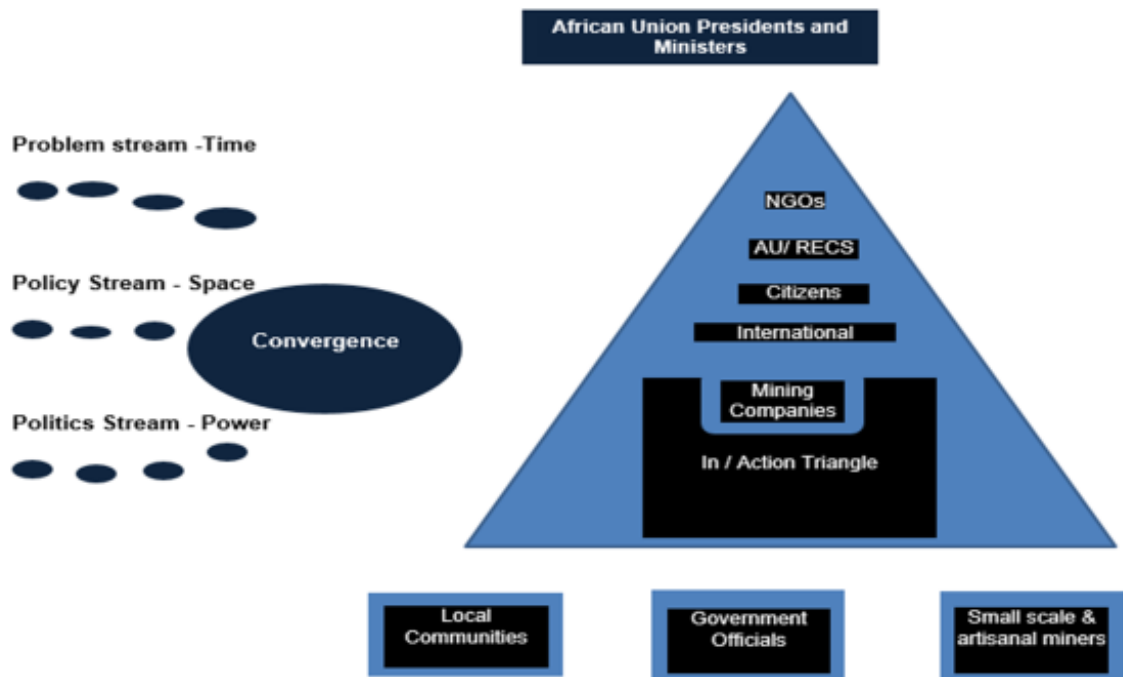 African Union Presidents and
Ministers
Problem stream -Time
Policy Stream - Space
Convergence
Politics Stream - Power
NGOs
AU/ RECS
Citizens
International
Mining
Companies
In / Action Triangle
Local
Communities
Government
Officials
Small scale &
artisanal miners